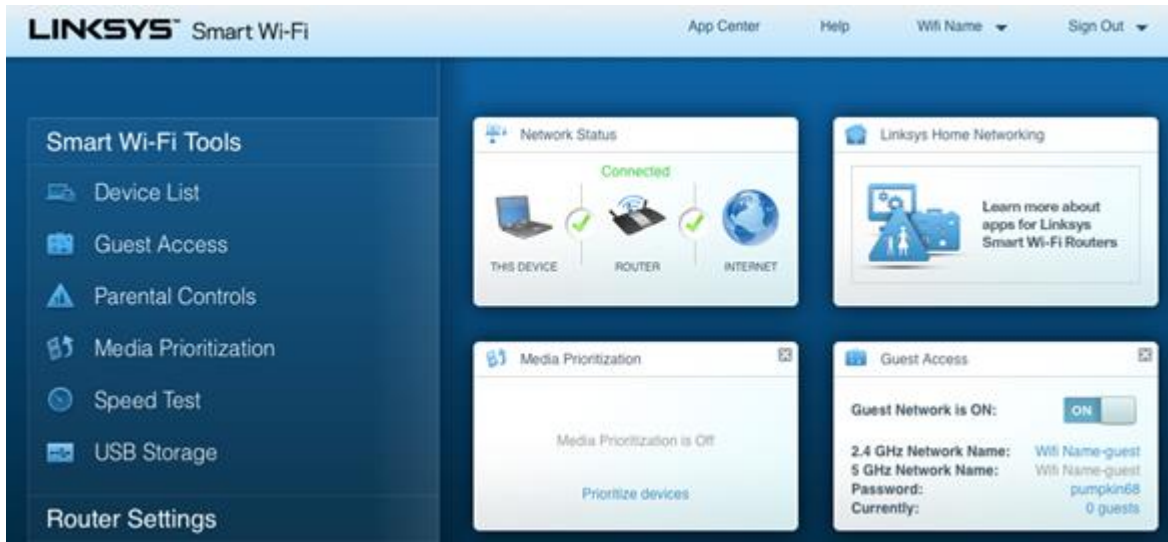 LINKSYS™ Smart Wi-Fi
App Center
Help
Wifi Name
Sign Out
Smart Wi-Fi Tools
Device List
Guest Access
Parental Controls
Media Prioritization
Speed Test
USB Storage
Router Settings
Network Status
Connected
THIS DEVICE
ROUTER
INTERNET
Linksys Home Networking
Learn more about
apps for Linksys
Smart Wi-Fi Routers
Media Prioritization
Media Prioritization is Off
Prioritize devices
Guest Access
Guest Network is ON: ON
2.4 GHz Network Name: Wifi Name-guest
5 GHz Network Name: Wifi Name-guest
Password: pumpkin68
Currently: 0 guests